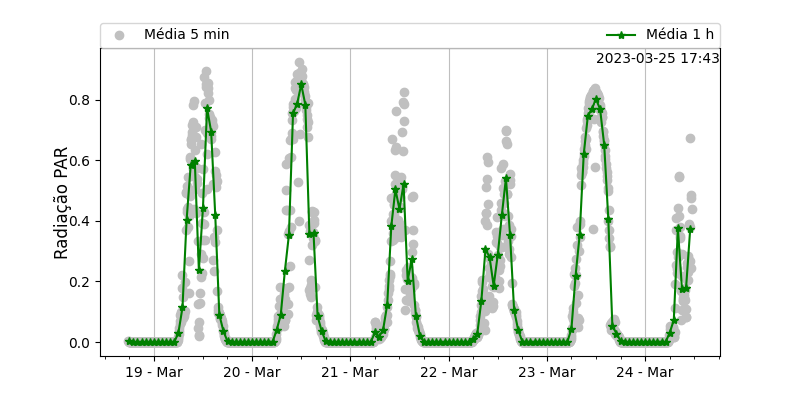 Média 5 min
Média 1 h
2023-03-25 17:43
Radiação PAR
0.8
0.6
0.4
0.2
0.0
19 - Mar
20 - Mar
21 - Mar
22 - Mar
23 - Mar
24 - Mar